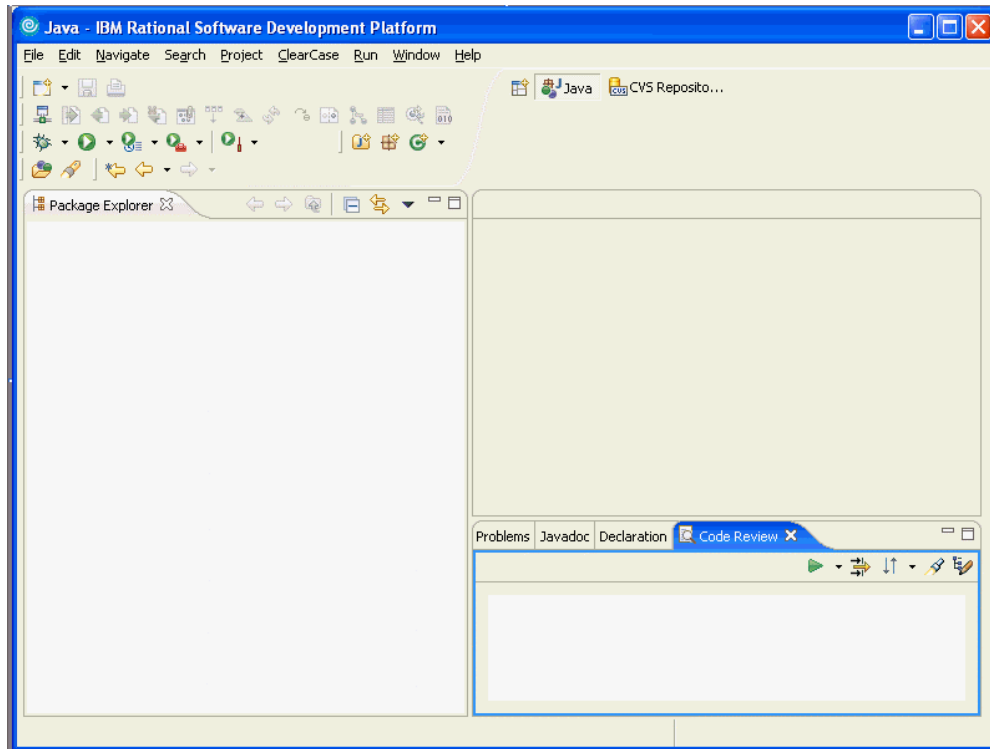 Java - IBM Rational Software Development Platform
File Edit Navigate Search Project ClearCase Run Window Help
Java CVS Reposito...
Package Explorer
Problems Javadoc Declaration Code Review